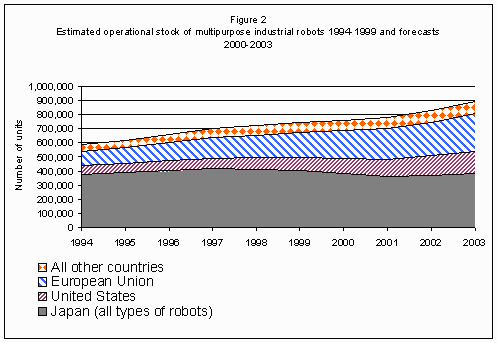 Figure 2
Estimated operational stock of multipurpose industrial robots 1994-1999 and forecasts
2000-2003
Number of units
1,000,000
900,000
800,000
700,000
600,000
500,000
400,000
300,000
200,000
100,000
0
1994 1995 1996 1997 1998 1999 2000 2001 2002 2003
All other countries
European Union
United States
Japan (all types of robots)